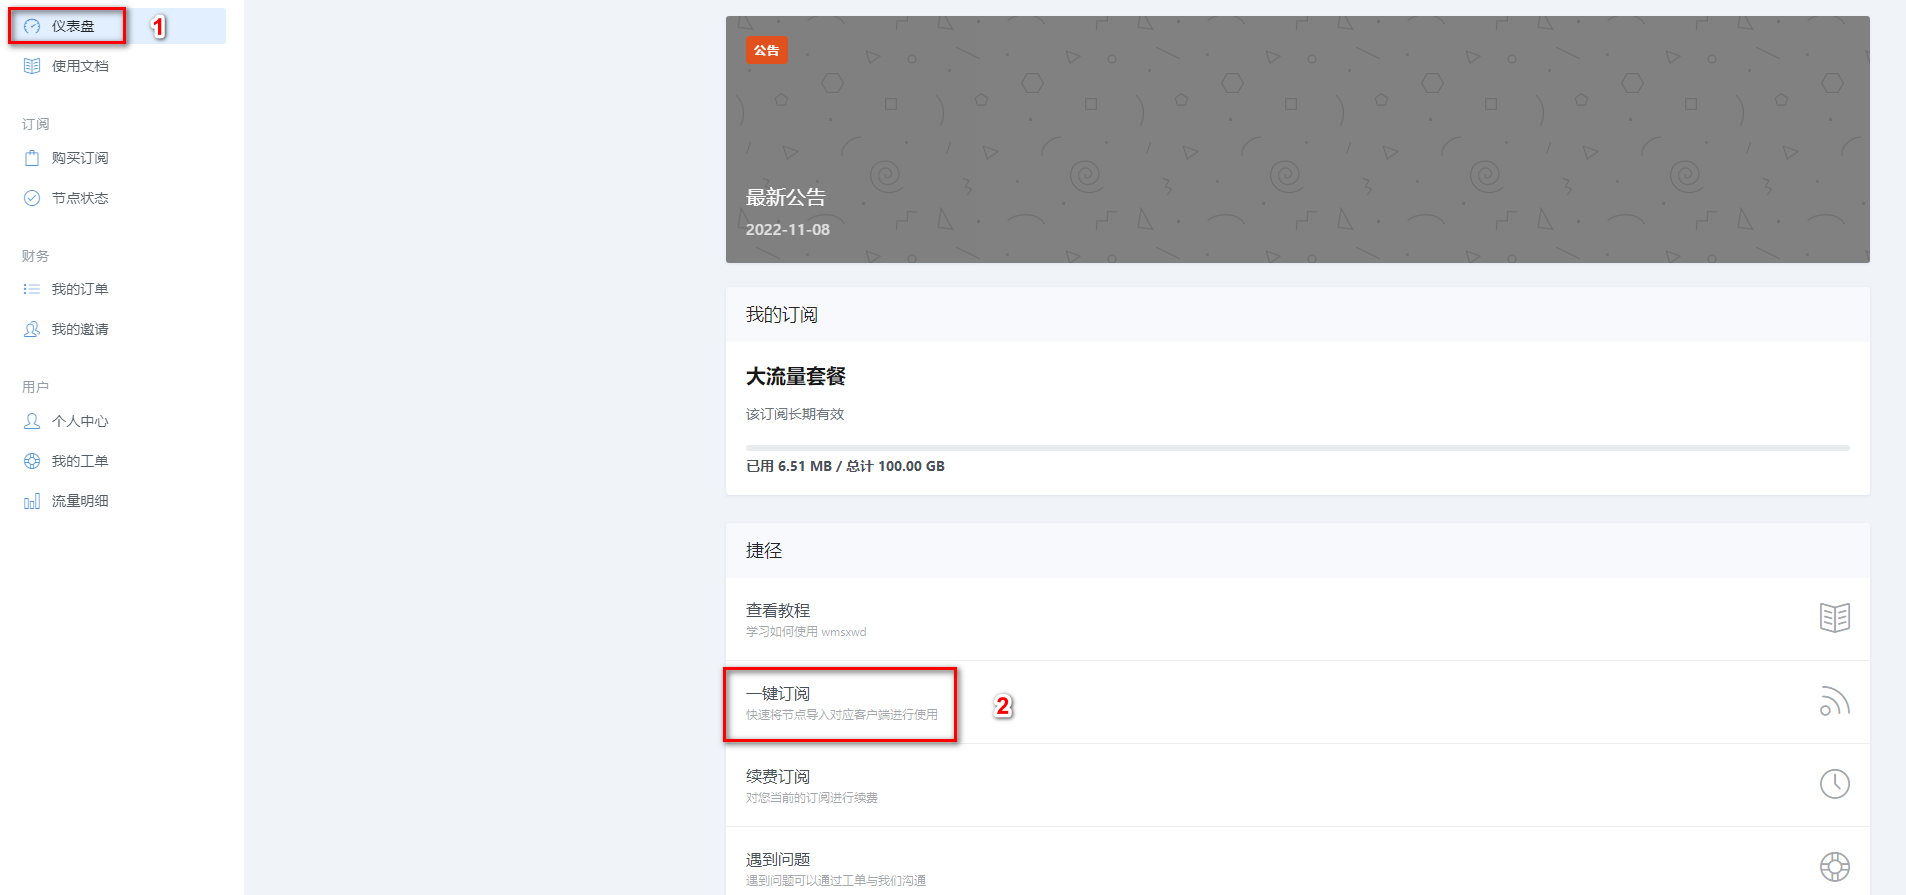 仪表盘
1
使用文档
订阅
购买订阅
节点状态
财务
我的订单
我的邀请
用户
个人中心
我的工单
流量明细
公告
最新公告
2022-11-08
我的订阅
大流量套餐
该订阅长期有效
已用 6.51 MB / 总计 100.00 GB
捷径
查看教程
学习如何使用 wmsxwd
一键订阅
快速将节点导入对应客户端进行使用
2
续费订阅
对您当前的订阅进行续费
遇到问题
遇到问题可以通过工单与我们沟通